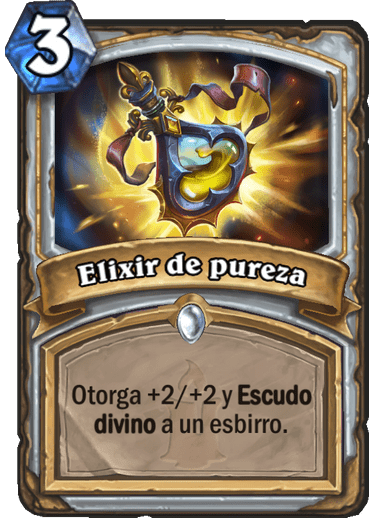 3
Elixir de pureza
Otorga +2/+2 y Escudo
divino a un esbirro.